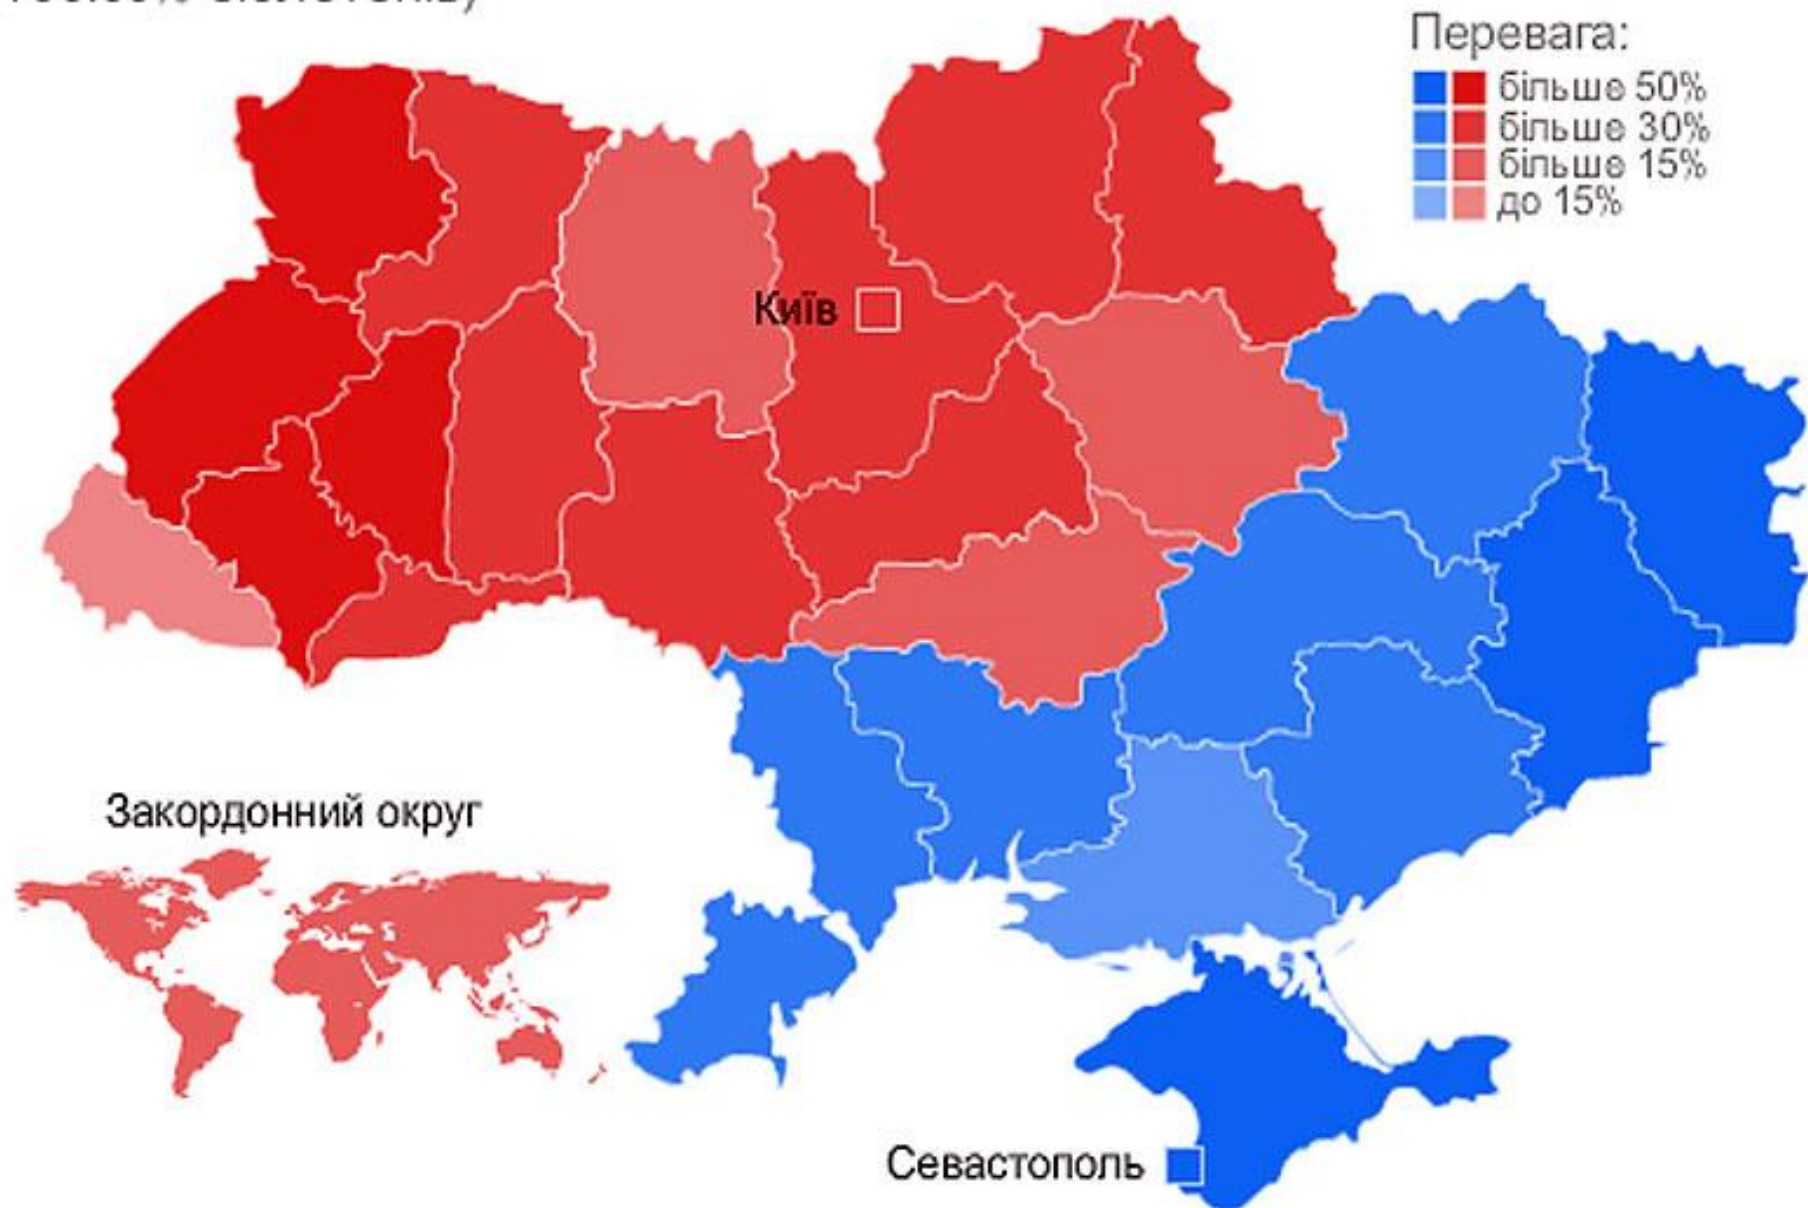 Перевага:
більше 50%
більше 30%
більше 15%
до 15%
Київ
Закордонний округ
Севастополь